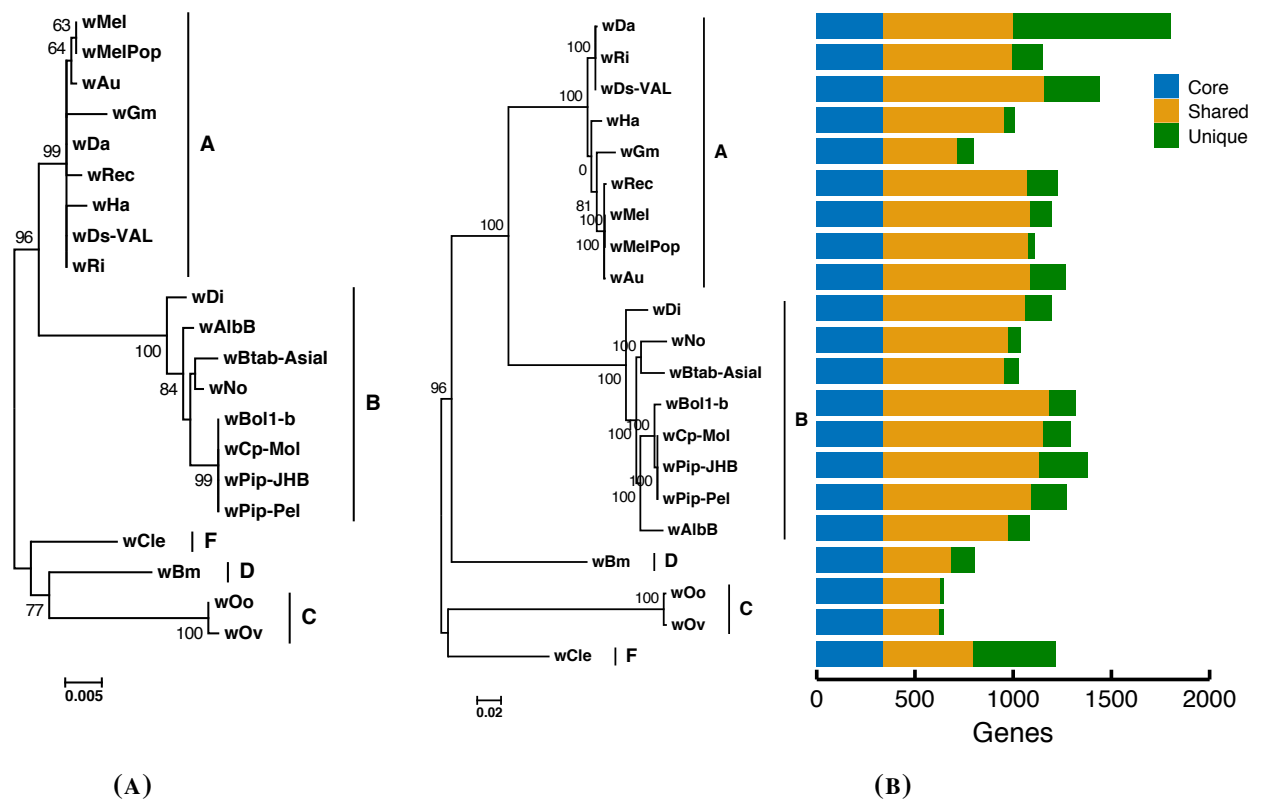 63
wMel
64
wMelPop
wAu
wGm
wDa
99
wRec
A
wHa
96
wDs-VAL
wRi
wDi
wAlbB
100
wBtab-AsiaI
84
wNo
B
wBol1-b
wCp-Mol
99
wPip-JHB
wPip-Pel
wCle
F
wBm
D
77
wOo
C
100
wOv
0.005
(A)
wDa
100
wRi
wDs-VAL
100
wHa
wGm
A
0
wRec
81
wMel
100
wMelPop
100
wAu
100
wDi
wNo
100
wBtab-AsiaI
100
96
wBol1-b
B
100
100
wCp-Mol
wPip-JHB
100
100
wPip-Pel
wAlbB
wBm
D
wOo
100
C
wOv
wCle
F
0.02
Core
Shared
Unique
0 500 1000 1500 2000
Genes
(B)